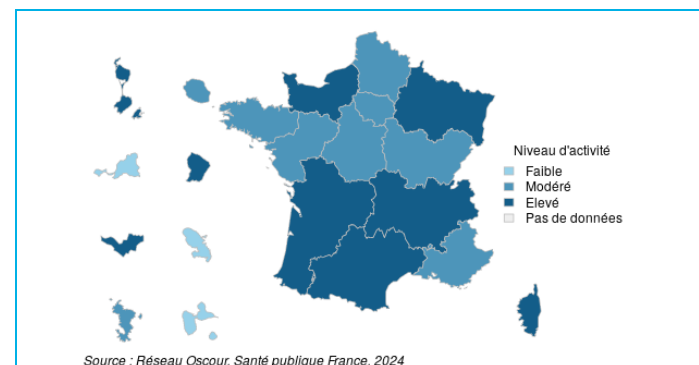 Niveau d'activité
Faible
Modéré
Elevé
Pas de données
Source : Réseau Oscour, Santé publique France, 2024